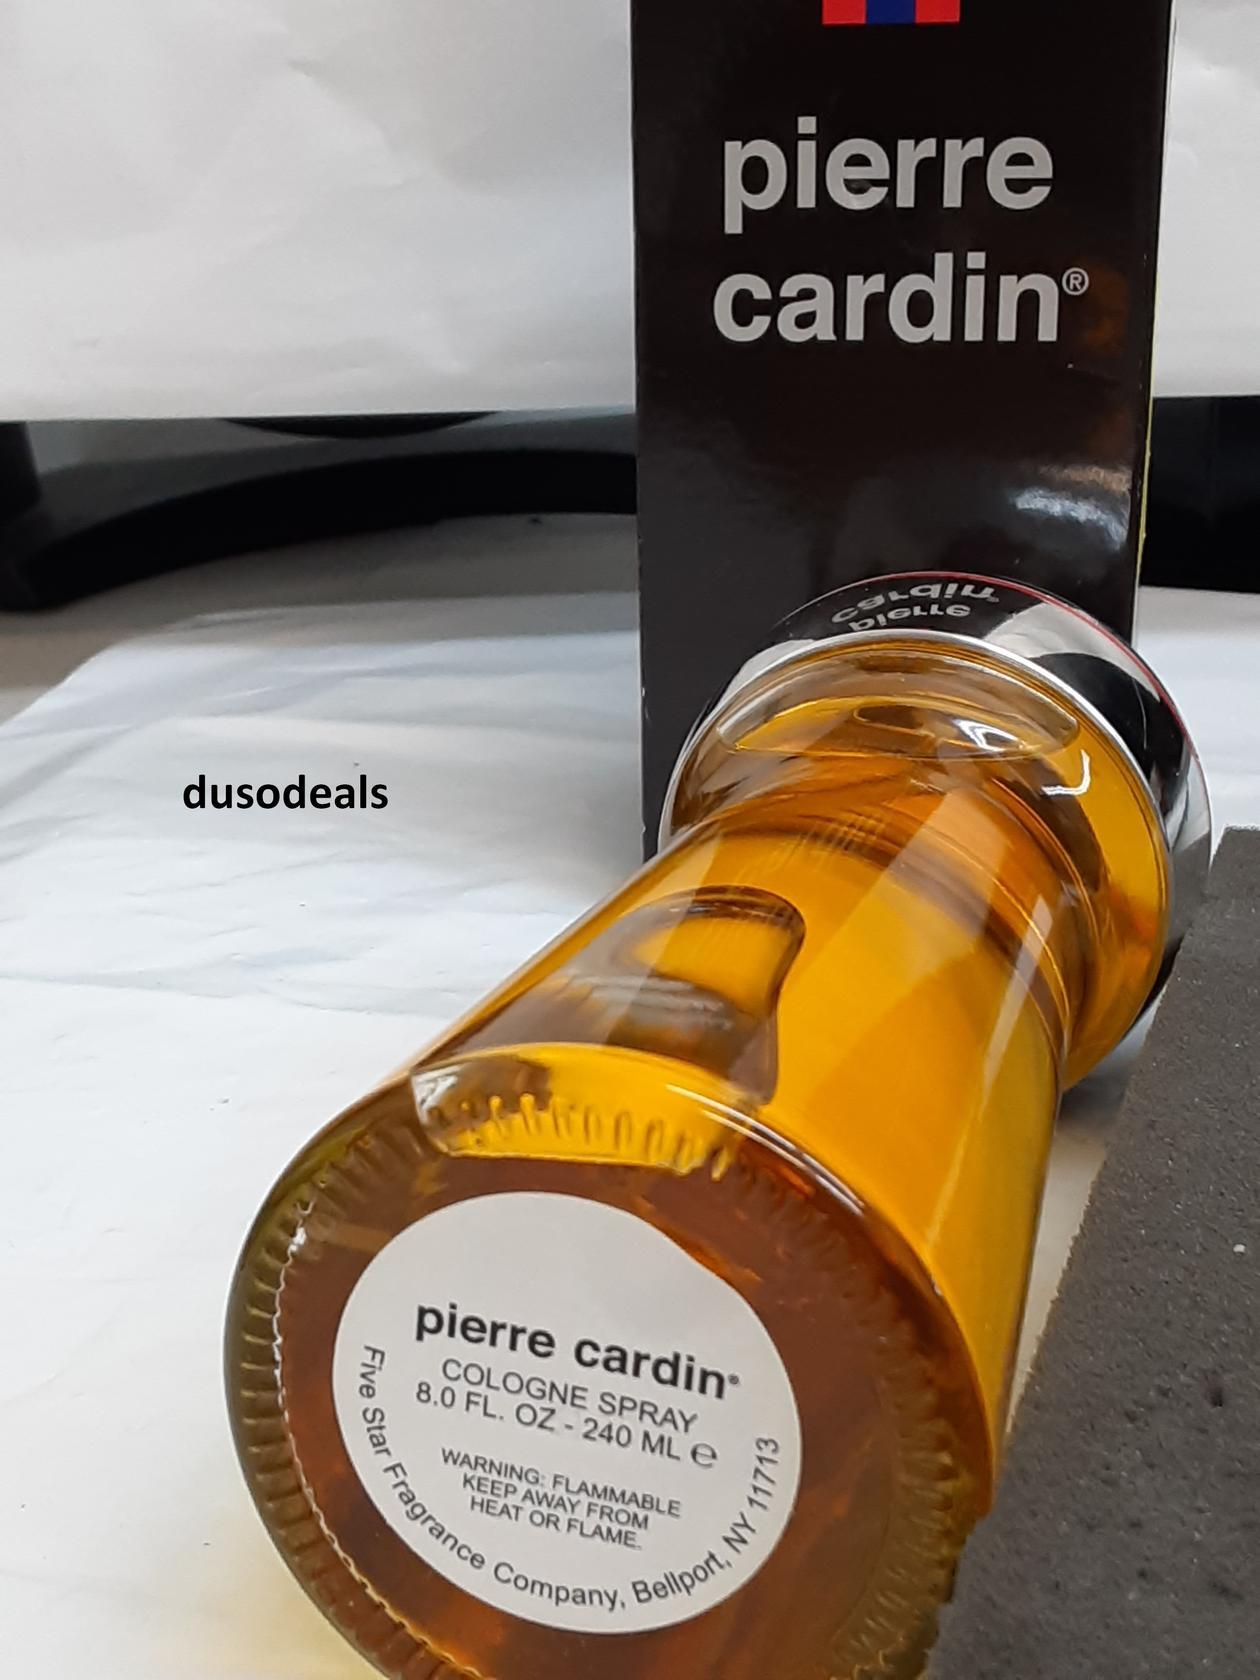 pierre
cardin®
cardin
pierre
dusodeals
pierre cardin®
COLOGNE SPRAY
8.0 FL. OZ - 240 ML ℮
WARNING: FLAMMABLE
KEEP AWAY FROM
HEAT OR FLAME.
Five Star Fragrance Company, Bellport, NY 11713